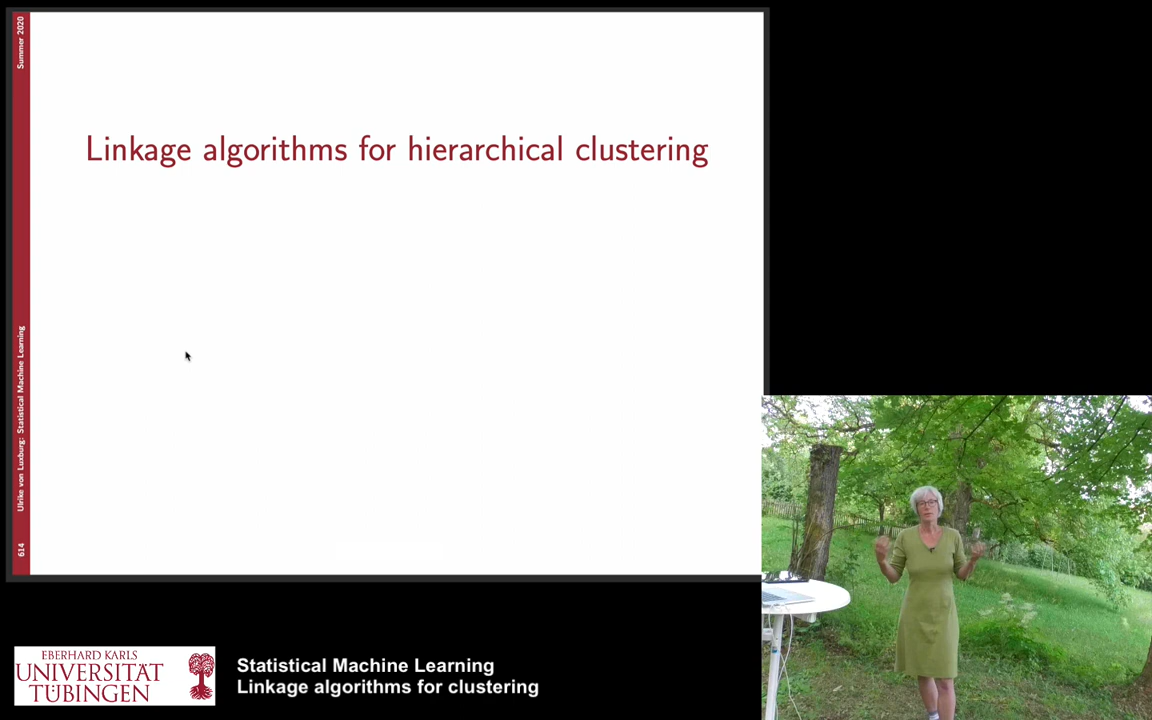 Summer 2020
Linkage algorithms for hierarchical clustering
Ulrike von Luxburg: Statistical Machine Learning
614
EBERHARD KARLS
UNIVERSITÄT
TÜBINGEN
Statistical Machine Learning
Linkage algorithms for clustering